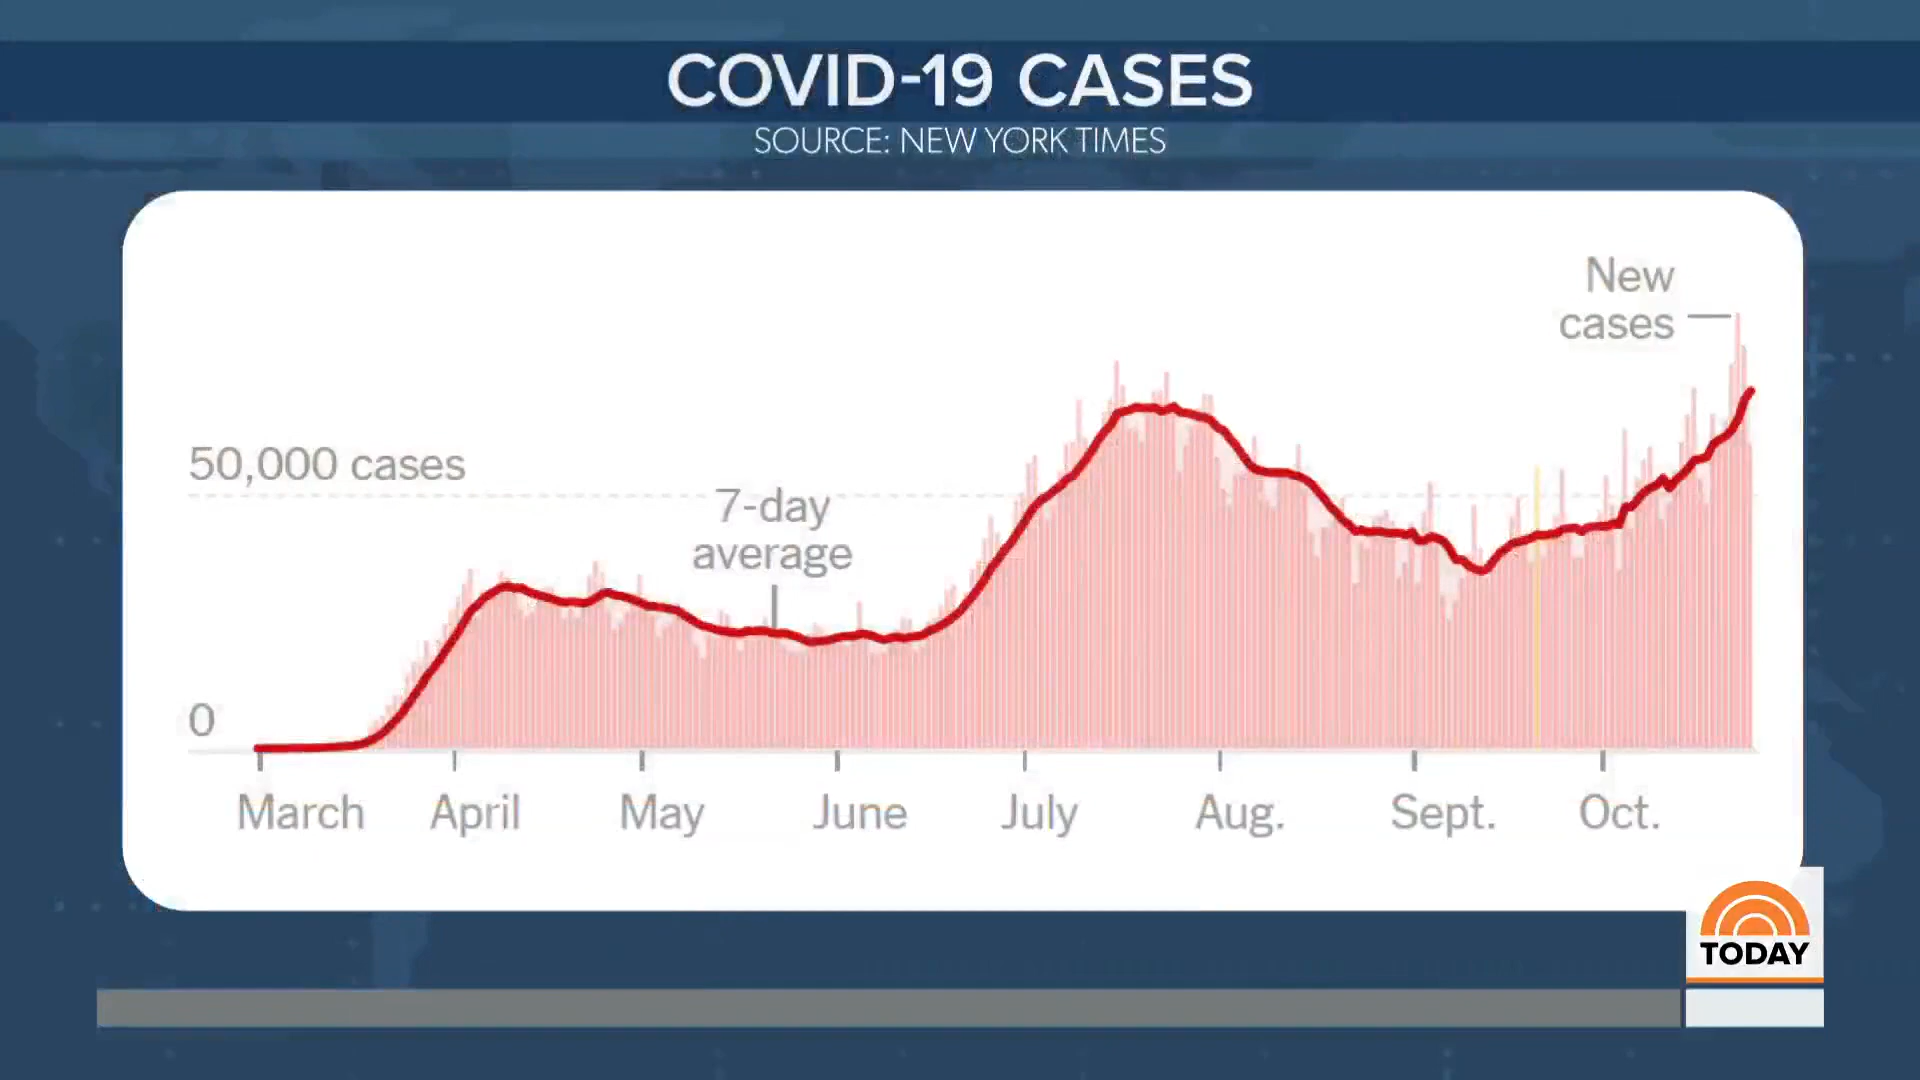 COVID-19 CASES
SOURCE: NEW YORK TIMES
New
cases
50,000 cases
7-day
average
0
March April May June July Aug. Sept. Oct.
TODAY